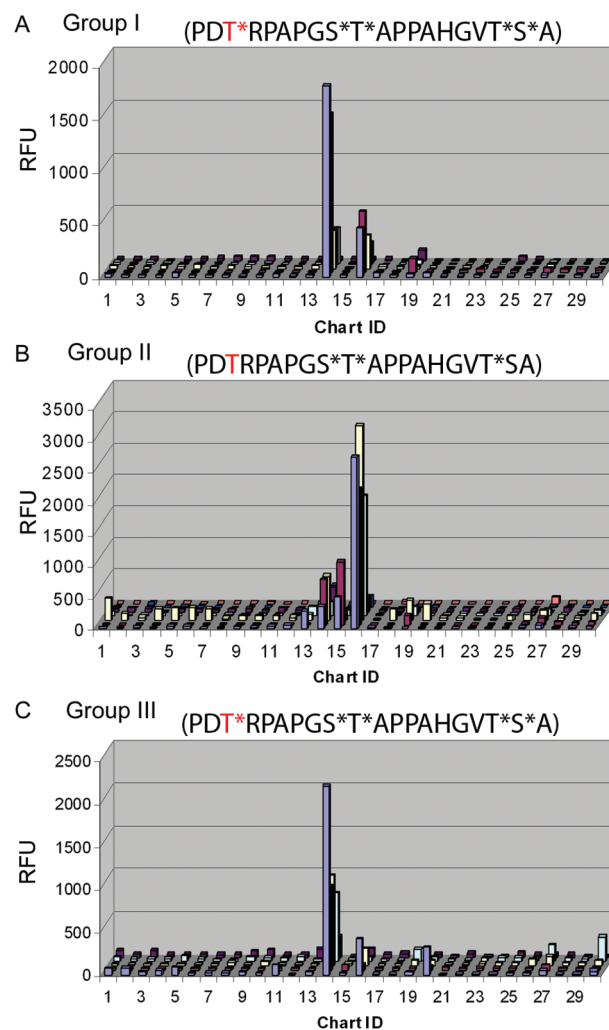 A Group I (PDT*RPAPGS*T*APPAHGVT*S*A)
2000
1500
1000
500
0
RFU
1 3 5 7 9 11 13 15 17 19 21 23 25 27 29
Chart ID
B Group II (PDTRPAPGS*T*APPAHGVT*SA)
3500
3000
2500
2000
1500
1000
500
0
RFU
1 3 5 7 9 11 13 15 17 19 21 23 25 27 29
Chart ID
C Group III (PDT*RPAPGS*T*APPAHGVT*S*A)
2500
2000
1500
1000
500
0
RFU
1 3 5 7 9 11 13 15 17 19 21 23 25 27 29
Chart ID